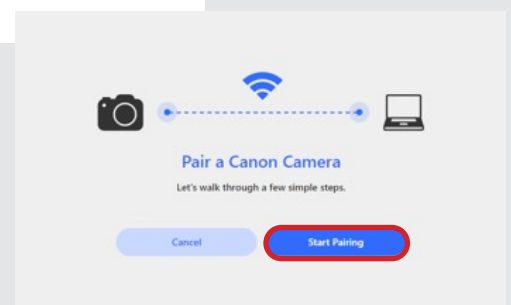 Pair a Canon Camera
Let's walk through a few simple steps.
Cancel
Start Pairing